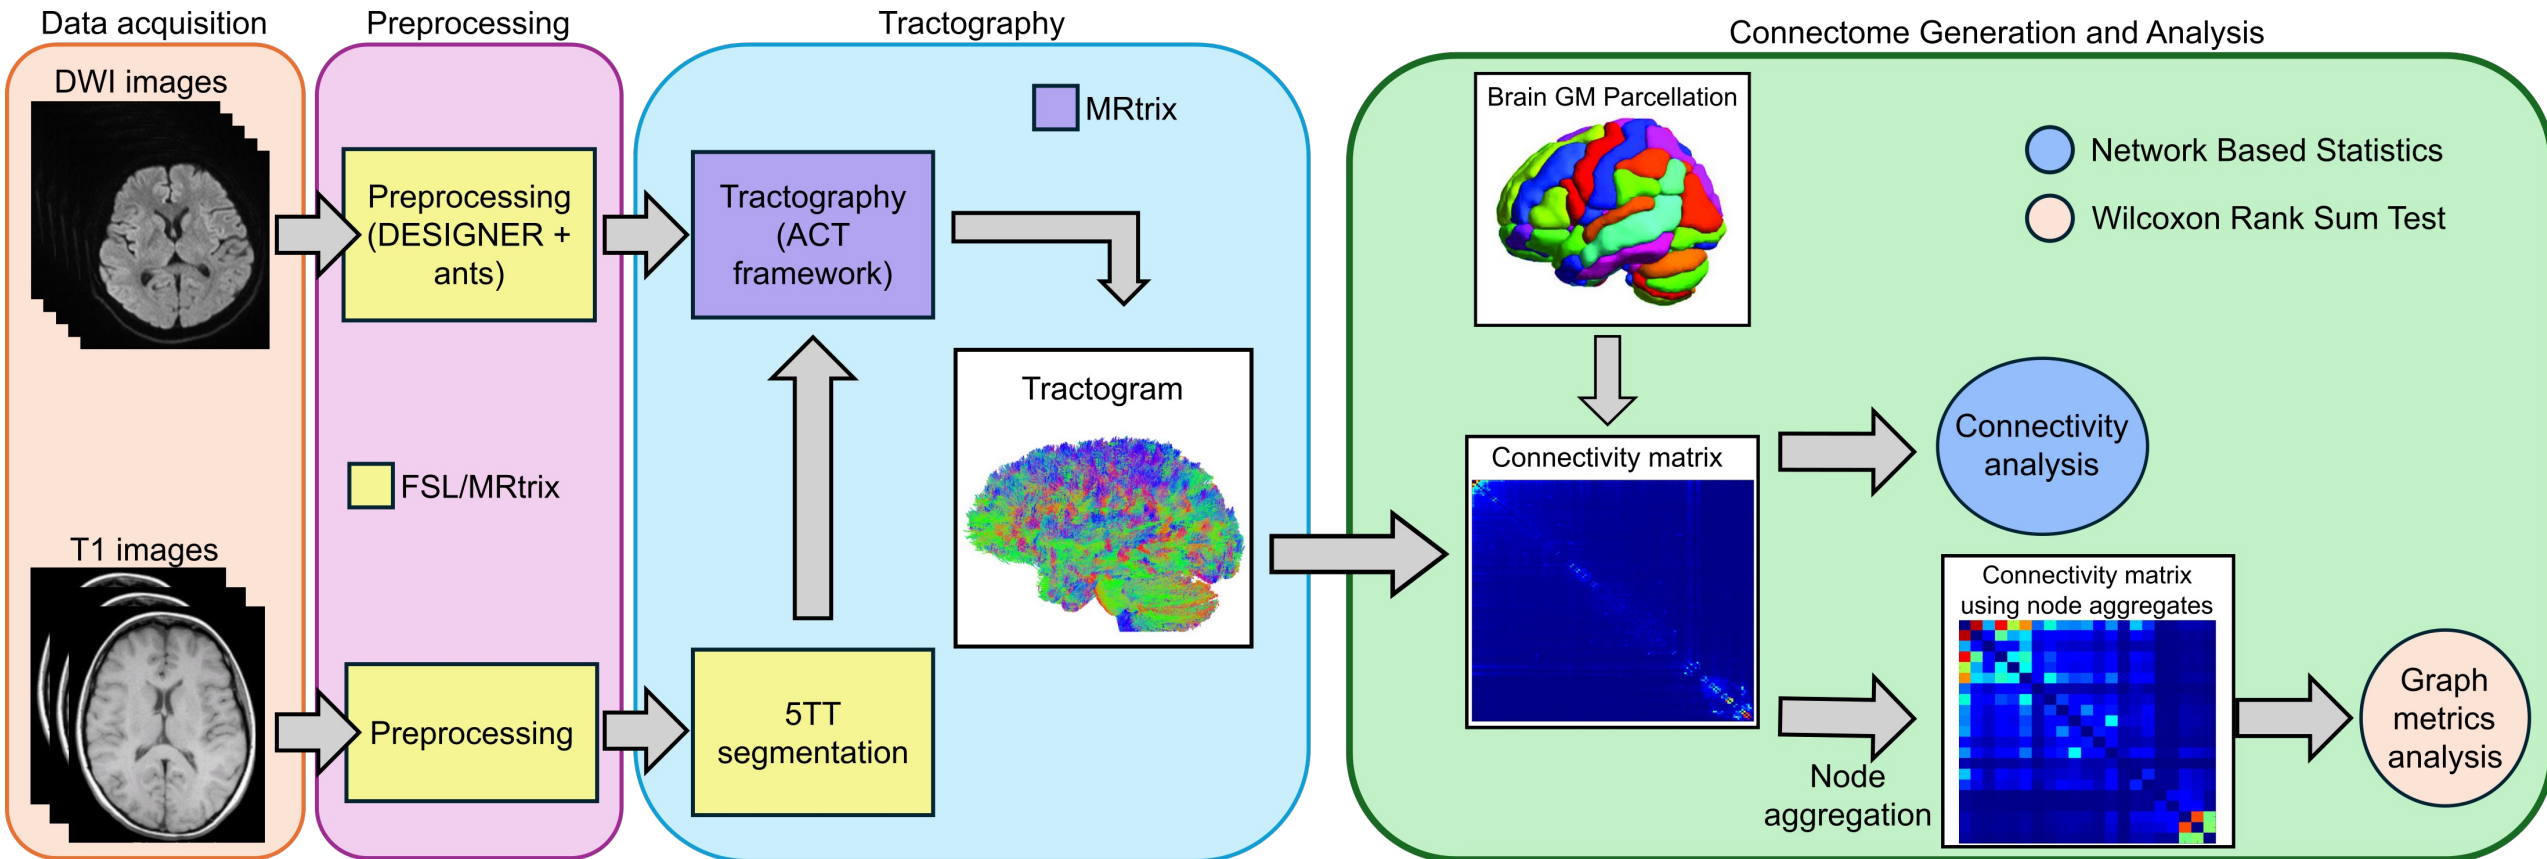 Data acquisition
DWI images
T1 images
Preprocessing
Preprocessing
(DESIGNER +
ants)
FSL/MRtrix
Preprocessing
Tractography
MRtrix
Tractography
(ACT
framework)
Tractogram
5TT
segmentation
Connectome Generation and Analysis
Brain GM Parcellation
Network Based Statistics
Wilcoxon Rank Sum Test
Connectivity matrix
Connectivity
analysis
Node
aggregation
Connectivity matrix
using node aggregates
Graph
metrics
analysis